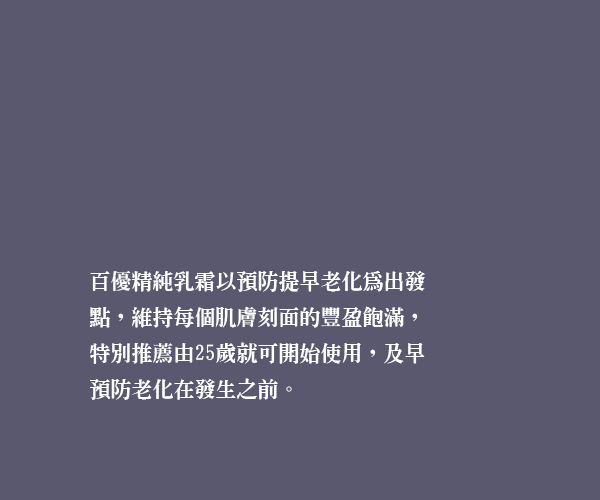 百優精純乳霜以預防提早老化為出發
點，維持每個肌膚刻面的豐盈飽滿，
特別推薦由25歲就可開始使用，及早
預防老化在發生之前。